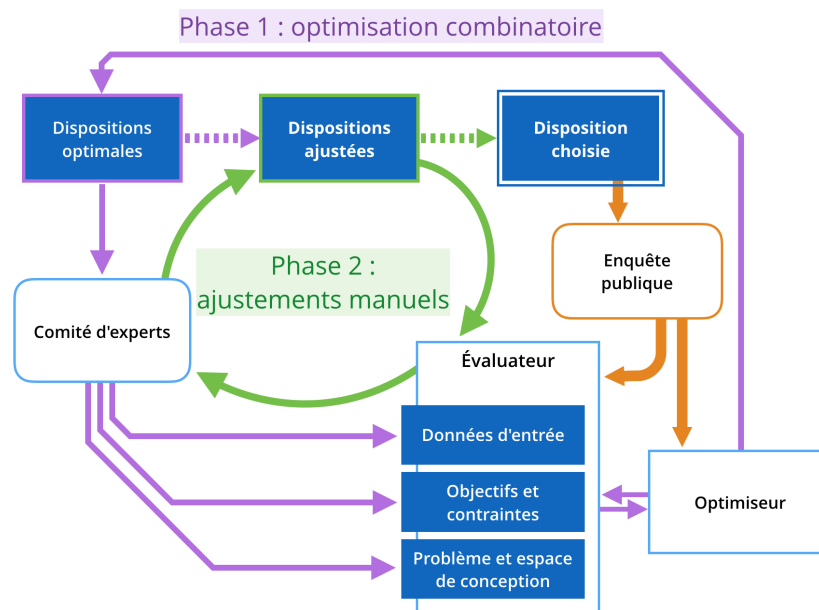 Phase 1 : optimisation combinatoire
Dispositions
optimales
Dispositions
ajustées
Disposition
choisie
Phase 2 :
ajustements manuels
Enquête
publique
Comité d'experts
Évaluateur
Données d'entrée
Objectifs et
contraintes
Problème et espace
de conception
Optimiseur